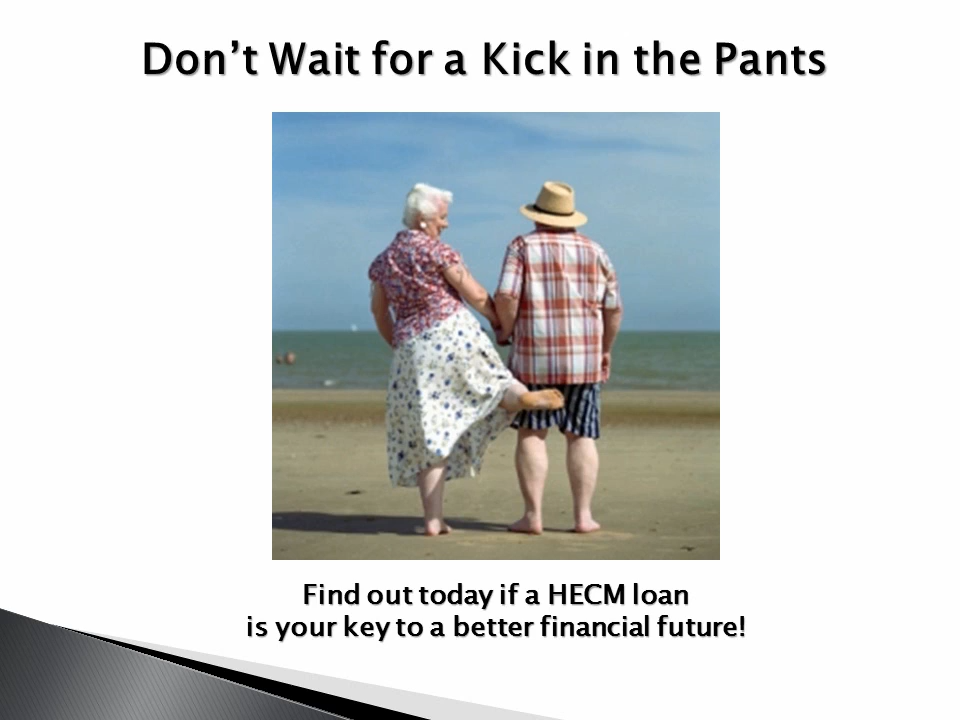 Don’t Wait for a Kick in the Pants
Find out today if a HECM loan
is your key to a better financial future!